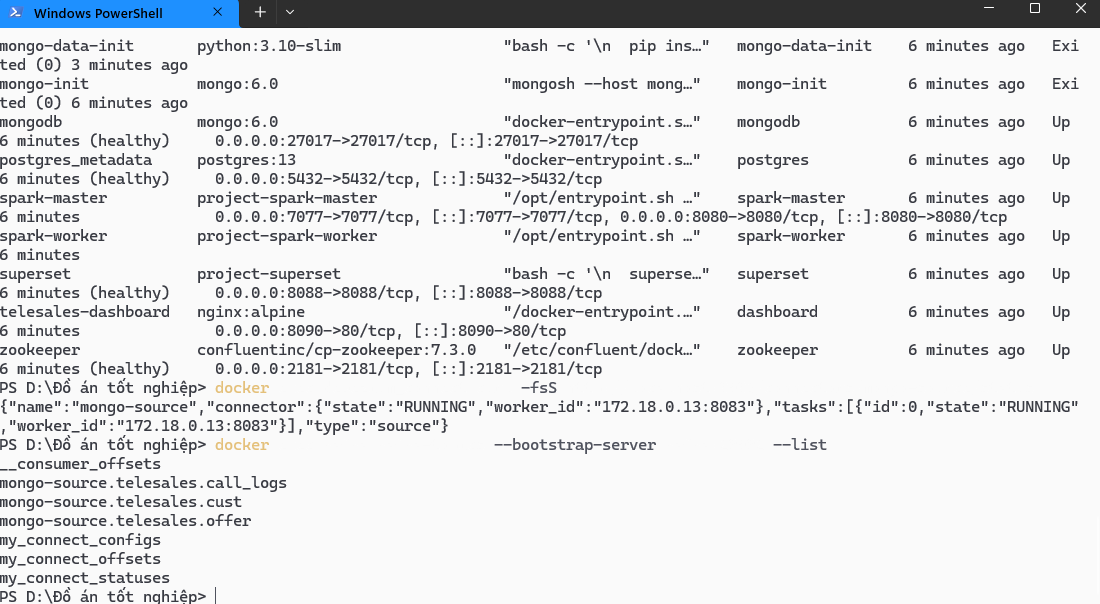 Windows PowerShell
mongo-data-init python:3.10-slim "bash -c '\n pip ins…" mongo-data-init 6 minutes ago Exi
ted (0) 3 minutes ago
mongo-init mongo:6.0 "mongosh --host mong…" mongo-init 6 minutes ago Exi
ted (0) 6 minutes ago
mongodb mongo:6.0 "docker-entrypoint.s…" mongodb 6 minutes ago Up
6 minutes (healthy) 0.0.0.0:27017->27017/tcp, [::]:27017->27017/tcp
postgres_metadata postgres:13 "docker-entrypoint.s…" postgres 6 minutes ago Up
6 minutes (healthy) 0.0.0.0:5432->5432/tcp, [::]:5432->5432/tcp
spark-master project-spark-master "/opt/entrypoint.sh …" spark-master 6 minutes ago Up
6 minutes 0.0.0.0:7077->7077/tcp, [::]:7077->7077/tcp, 0.0.0.0:8080->8080/tcp, [::]:8080->8080/tcp
spark-worker project-spark-worker "/opt/entrypoint.sh …" spark-worker 6 minutes ago Up
6 minutes
superset project-superset "bash -c '\n superse…" superset 6 minutes ago Up
6 minutes (healthy) 0.0.0.0:8088->8088/tcp, [::]:8088->8088/tcp
telesales-dashboard nginx:alpine "/docker-entrypoint.…" dashboard 6 minutes ago Up
6 minutes 0.0.0.0:8090->80/tcp, [::]:8090->80/tcp
zookeeper confluentinc/cp-zookeeper:7.3.0 "/etc/confluent/dock…" zookeeper 6 minutes ago Up
6 minutes (healthy) 0.0.0.0:2181->2181/tcp, [::]:2181->2181/tcp
PS D:\Đồ án tốt nghiệp> docker -fsS
{"name":"mongo-source","connector":{"state":"RUNNING","worker_id":"172.18.0.13:8083"},"tasks":[{"id":0,"state":"RUNNING"
,"worker_id":"172.18.0.13:8083"}],"type":"source"}
PS D:\Đồ án tốt nghiệp> docker --bootstrap-server --list
__consumer_offsets
mongo-source.telesales.call_logs
mongo-source.telesales.cust
mongo-source.telesales.offer
my_connect_configs
my_connect_offsets
my_connect_statuses
PS D:\Đồ án tốt nghiệp>